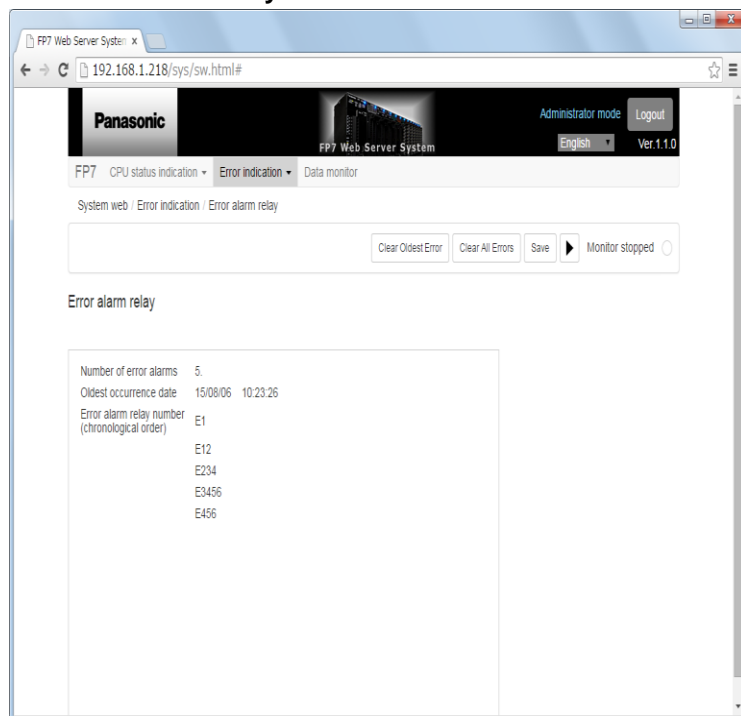 FP7 Web Server System x
192.168.1.218/sys/sw.html#
Panasonic
FP7 Web Server System
Administrator mode Logout
English Ver.1.1.0
FP7 CPU status indication Error indication Data monitor
System web / Error indication / Error alarm relay
Clear Oldest Error Clear All Errors Save Monitor stopped
Error alarm relay
Number of error alarms 5.
Oldest occurrence date 15/08/06 10:23:26
Error alarm relay number
(chronological order) E1
E12
E234
E3456
E456